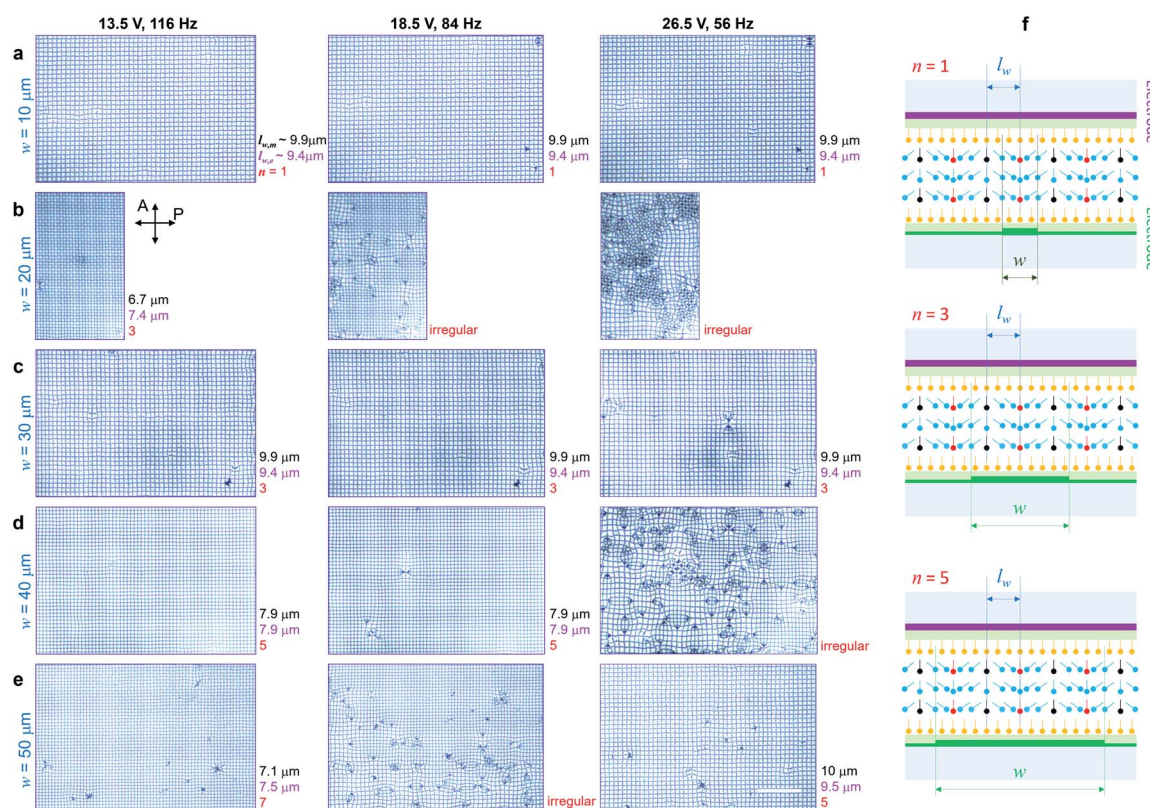 13.5 V, 116 Hz
18.5 V, 84 Hz
26.5 V, 56 Hz
f
a
w = 10 μm
l_{w,m} ~ 9.9μm
l_{w,e} ~ 9.4μm
n = 1
9.9 μm
9.4 μm
1
9.9 μm
9.4 μm
1
b
w = 20 μm
A
P
6.7 μm
7.4 μm
3
irregular
irregular
c
w = 30 μm
9.9 μm
9.4 μm
3
9.9 μm
9.4 μm
3
9.9 μm
9.4 μm
3
d
w = 40 μm
7.9 μm
7.9 μm
5
7.9 μm
7.9 μm
5
irregular
e
w = 50 μm
7.1 μm
7.5 μm
7
irregular
10 μm
9.5 μm
5
n = 1
l_w
w
n = 3
l_w
w
n = 5
l_w
w